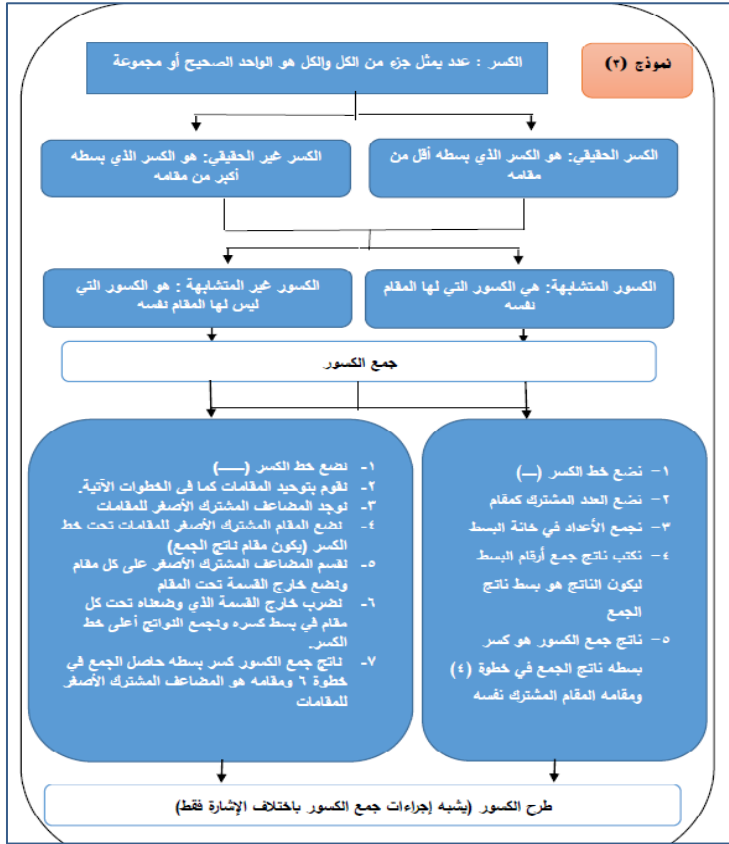 نموذج (٣)
الكسر : عدد يمثل جزء من الكل والكل هو الواحد الصحيح أو مجموعة
الكسر الحقيقي: هو الكسر الذي بسطه أقل من
مقامه
الكسر غير الحقيقي: هو الكسر الذي بسطه
أكبر من مقامه
الكسور المتشابهة: هي الكسور التي لها المقام
نفسه
الكسور غير المتشابهة : هو الكسور التي
ليس لها المقام نفسه
جمع الكسور
١- نضع خط الكسر (—)
٢- نضع العدد المشترك كمقام
٣- نجمع الأعداد في خانة البسط
٤- نكتب ناتج جمع أرقام البسط
ليكون الناتج هو بسط ناتج
الجمع
٥- ناتج جمع الكسور هو كسر
بسطه ناتج الجمع في خطوة (٤)
ومقامه المقام المشترك نفسه
١- نضع خط الكسر (——)
٢- نقوم بتوحيد المقامات كما في الخطوات الآتية.
٣- نوجد المضاعف المشترك الأصغر للمقامات
٤- نضع المقام المشترك الأصغر للمقامات تحت خط
الكسر (يكون مقام ناتج الجمع)
٥- نقسم المضاعف المشترك الأصغر على كل مقام
ونضع خارج القسمة تحت المقام
٦- نضرب خارج القسمة الذي وضعناه تحت كل
مقام في بسط كسره ونجمع النواتج أعلى خط
الكسر.
٧- ناتج جمع الكسور كسر بسطه حاصل الجمع في
خطوة ٦ ومقامه هو المضاعف المشترك الأصغر
للمقامات
طرح الكسور (يشبه إجراءات جمع الكسور باختلاف الإشارة فقط)